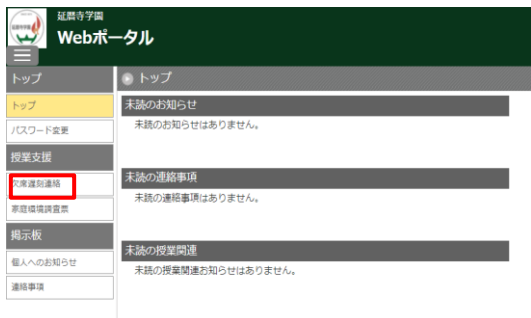 延暦寺学園
Webポータル
トップ
トップ
パスワード変更
授業支援
欠席遅刻連絡
家庭環境調査票
掲示板
個人へのお知らせ
連絡事項
トップ
未読のお知らせ
未読のお知らせはありません。
未読の連絡事項
未読の連絡事項はありません。
未読の授業関連
未読の授業関連お知らせはありません。